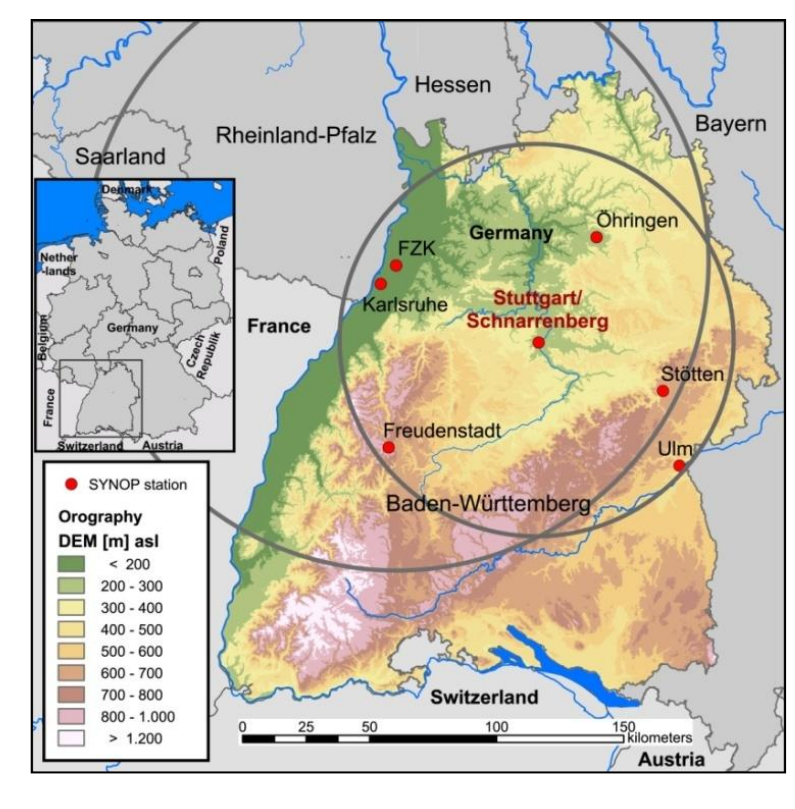 Hessen
Bayern
Rheinland-Pfalz
Saarland
Denmark
Nether
-lands
Poland
Germany
Belgium
Czech
Republik
France
Switzerland
Austria
Germany
Öhringen
FZK
Karlsruhe
France
Stuttgart/
Schnarrenberg
Stötten
Freudenstadt
Ulm
Baden-Württemberg
SYNOP station
Orography
DEM [m] asl
< 200
200 - 300
300 - 400
400 - 500
500 - 600
600 - 700
700 - 800
800 - 1.000
> 1.200
Switzerland
0 25 50 100 150
kilometers
Austria